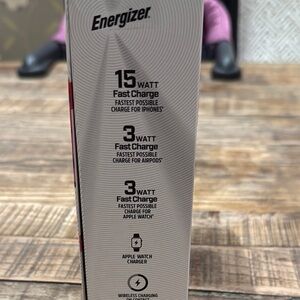 Energizer
15 WATT
Fast Charge
FASTEST POSSIBLE
CHARGE FOR IPHONES*
3 WATT
Fast Charge
FASTEST POSSIBLE
CHARGE FOR AIRPODS*
3 WATT
Fast Charge
FASTEST POSSIBLE
CHARGE FOR
APPLE WATCH*
APPLE WATCH
CHARGER
WIRELESS CHARGING